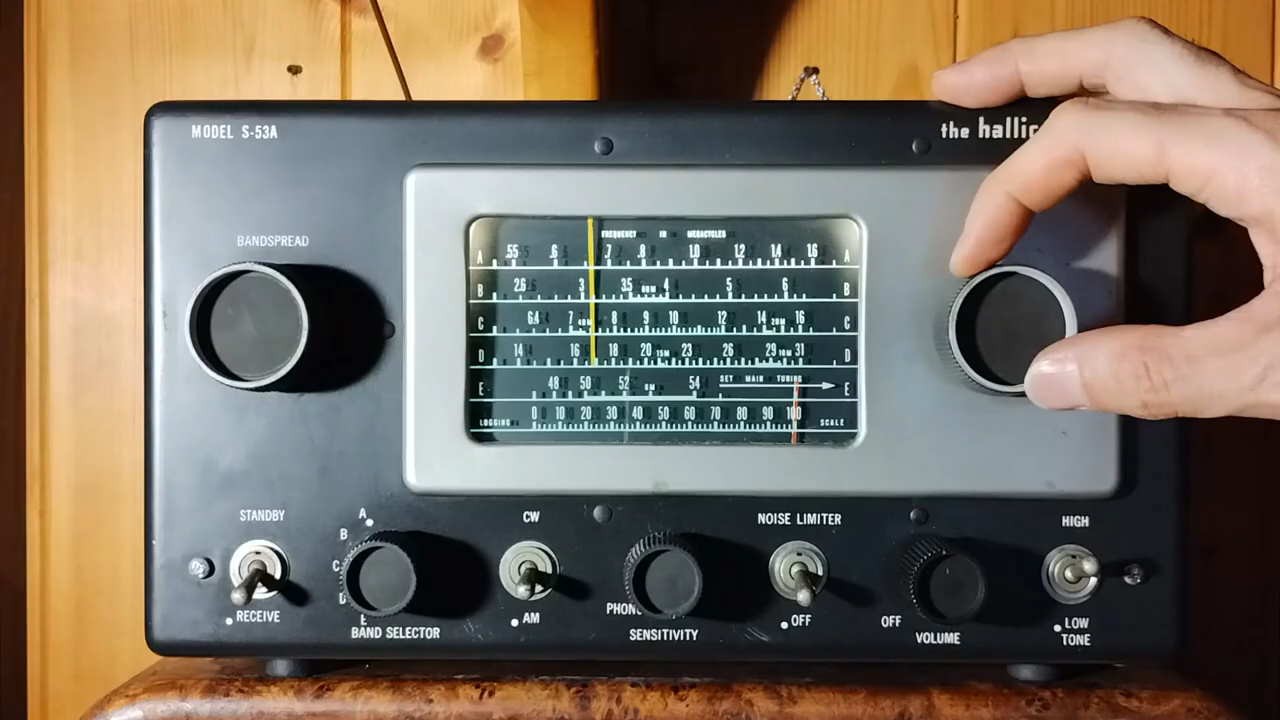 MODEL S-53A
the hallic
BANDSPREAD
FREQUENCY IN MEGACYCLES
A .55 .6 .7 .8 1.0 1.2 1.4 1.6 A
B 2.6 3 3.5 80M 4 5 6 B
C 6.4 7 40M 8 9 10 12 14 20M 16 C
D 14 16 18 20 15M 23 26 29 10M 31 D
E 48 50 52 6M 54 SET MAIN TUNING E
LOGGING 0 10 20 30 40 50 60 70 80 90 100 SCALE
STANDBY
RECEIVE
A
B
C
D
E
BAND SELECTOR
CW
AM
PHONO
SENSITIVITY
NOISE LIMITER
OFF
OFF
VOLUME
HIGH
LOW
TONE